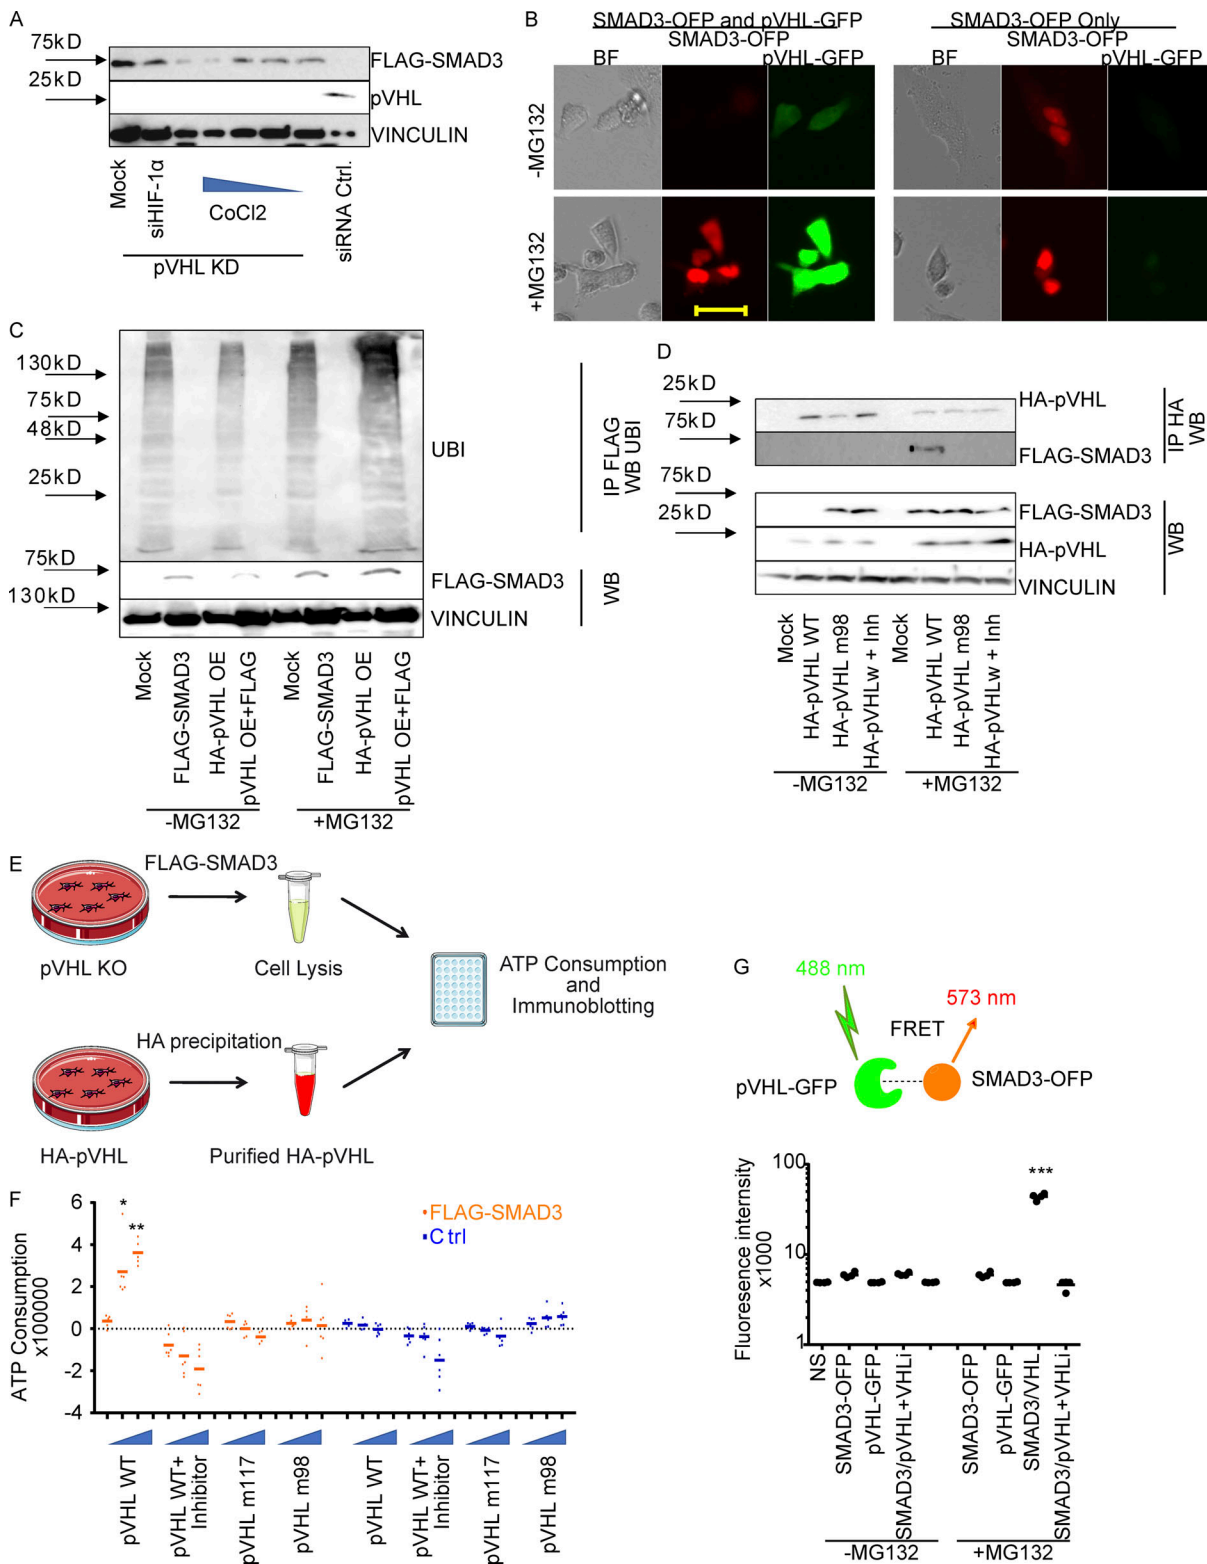 A
75kD
FLAG-SMAD3
25kD
pVHL
VINCULIN
Mock
siHIF-1α
CoCl2
siRNA Ctrl.
pVHL KD
B
SMAD3-OFP and pVHL-GFP
SMAD3-OFP Only
SMAD3-OFP
SMAD3-OFP
BF
pVHL-GFP
BF
pVHL-GFP
-MG132
+MG132
C
130kD
75kD
48kD
25kD
UBI
IP FLAG
WB UBI
75kD
FLAG-SMAD3
130kD
VINCULIN
WB
Mock
FLAG-SMAD3
HA-pVHL OE
pVHL OE+FLAG
Mock
FLAG-SMAD3
HA-pVHL OE
pVHL OE+FLAG
-MG132
+MG132
D
25kD
HA-pVHL
75kD
FLAG-SMAD3
IP HA
WB
75kD
FLAG-SMAD3
25kD
HA-pVHL
VINCULIN
WB
Mock
HA-pVHL WT
HA-pVHL m98
HA-pVHLw + Inh
Mock
HA-pVHL WT
HA-pVHL m98
HA-pVHLw + Inh
-MG132
+MG132
E
FLAG-SMAD3
pVHL KO
Cell Lysis
ATP Consumption
and
Immunoblotting
HA precipitation
HA-pVHL
Purified HA-pVHL
G
488 nm
573 nm
FRET
pVHL-GFP
SMAD3-OFP
Fluoresence internsity
x1000
100
10
1
***
NS
SMAD3-OFP
pVHL-GFP
SMAD3/pVHL+VHLi
SMAD3-OFP
pVHL-GFP
SMAD3/VHL
SMAD3/pVHL+VHLi
-MG132
+MG132
F
ATP Consumption
x100000
6
4
2
0
-2
-4
*
**
FLAG-SMAD3
Ctrl
pVHL WT
pVHL WT+
Inhibitor
pVHL m117
pVHL m98
pVHL WT
pVHL WT+
Inhibitor
pVHL m117
pVHL m98